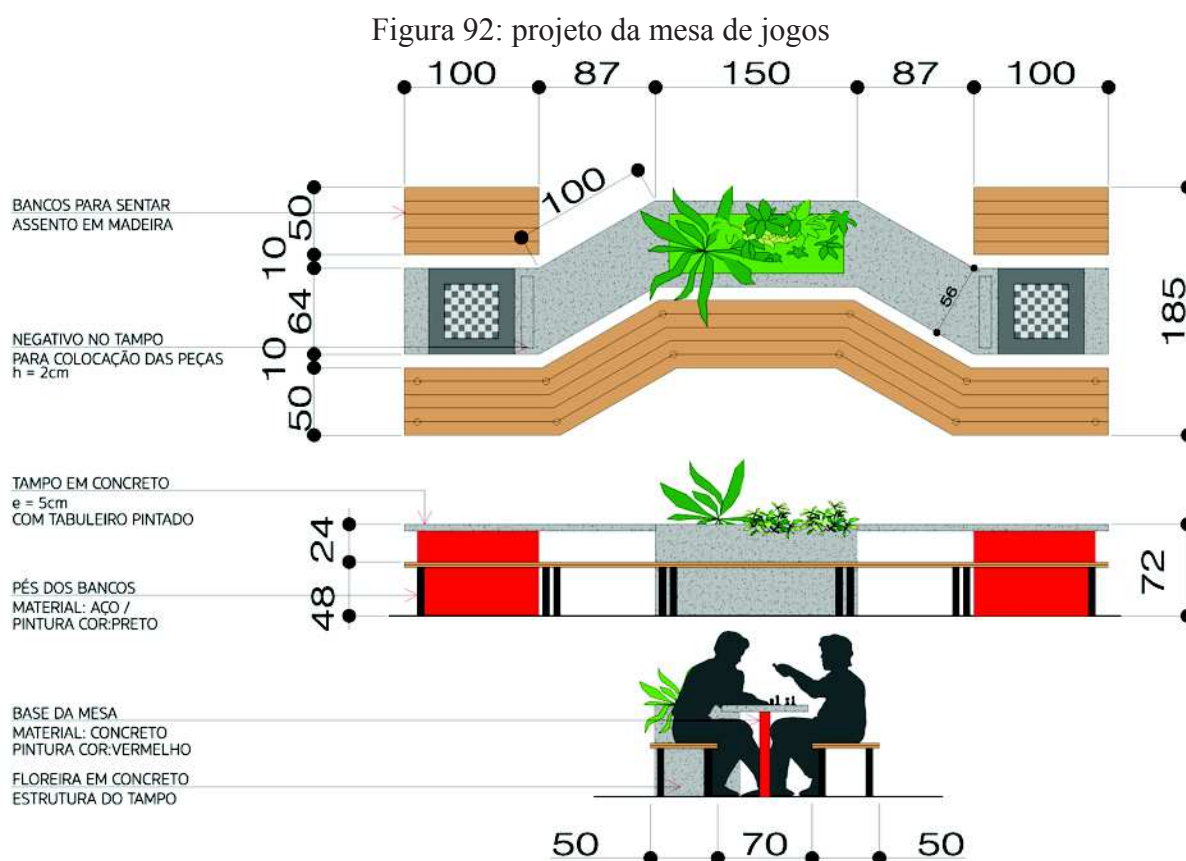 Figura 92: projeto da mesa de jogos
100 87 150 87 100
100
BANCOS PARA SENTAR
ASSENTO EM MADEIRA
50
10
64
10
50
56
185
NEGATIVO NO TAMPO
PARA COLOCAÇÃO DAS PEÇAS
h = 2cm
TAMPO EM CONCRETO
e = 5cm
COM TABULEIRO PINTADO
24
48
72
PÉS DOS BANCOS
MATERIAL: AÇO /
PINTURA COR:PRETO
BASE DA MESA
MATERIAL: CONCRETO
PINTURA COR:VERMELHO
FLOREIRA EM CONCRETO
ESTRUTURA DO TAMPO
50 70 50